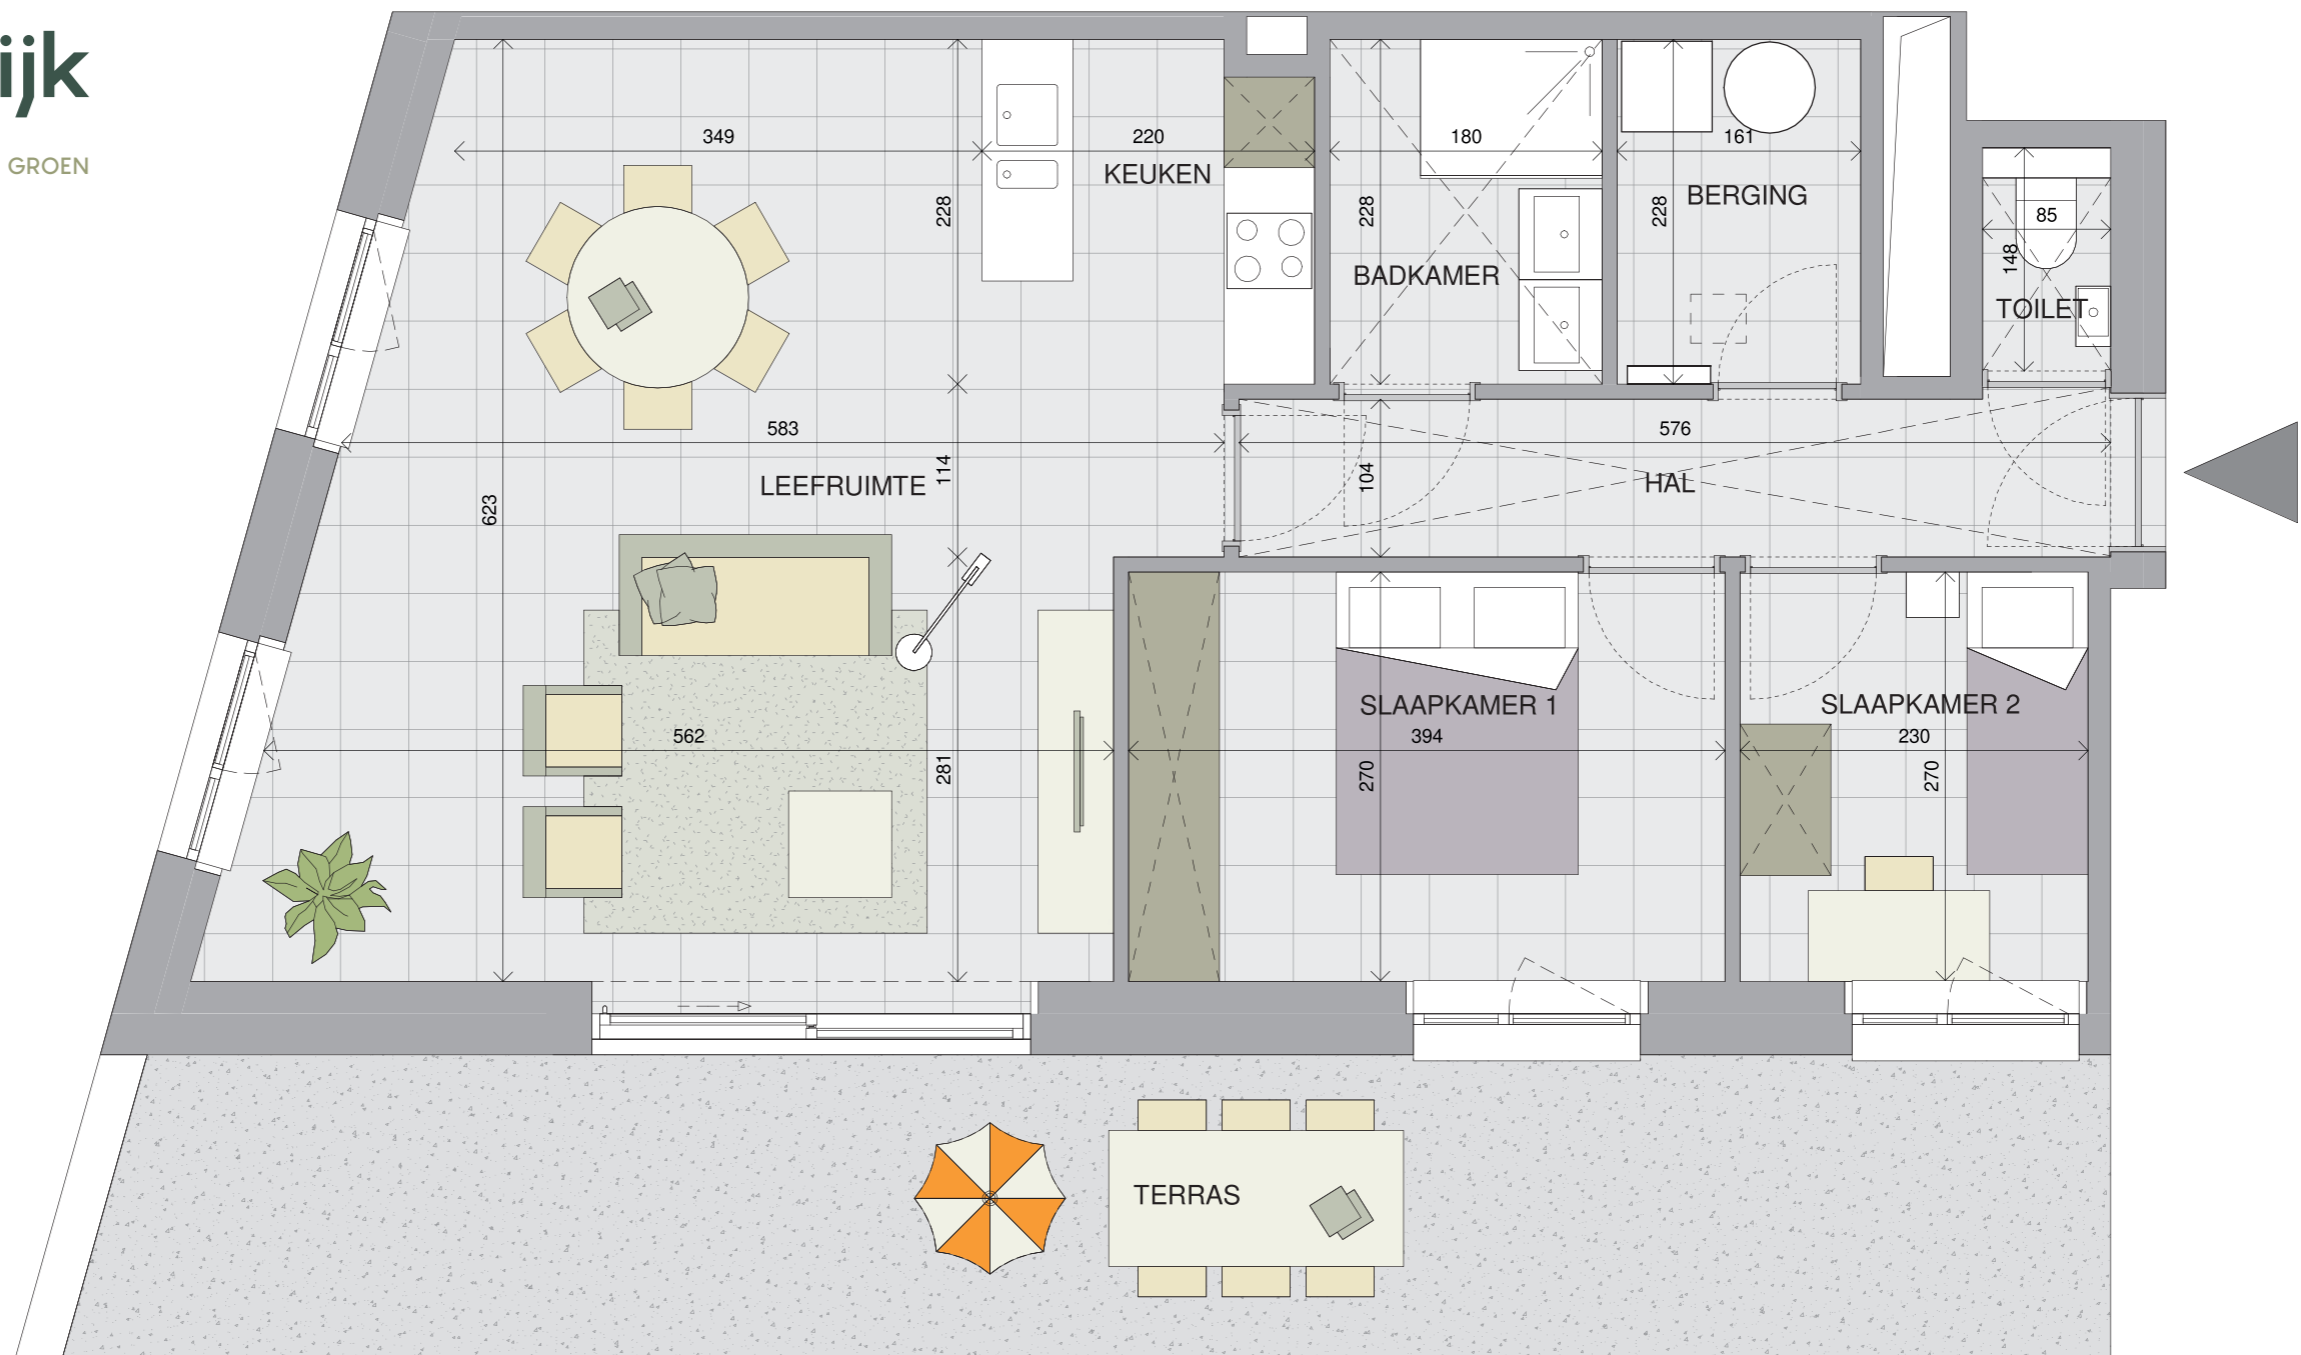 ijk
GROEN
349
220
KEUKEN
180
161
228
228
228
BERGING
85
148
BADKAMER
TOILET
583
576
114
104
LEEFRUIMTE
HAL
623
SLAAPKAMER 1
SLAAPKAMER 2
562
394
230
281
270
270
TERRAS